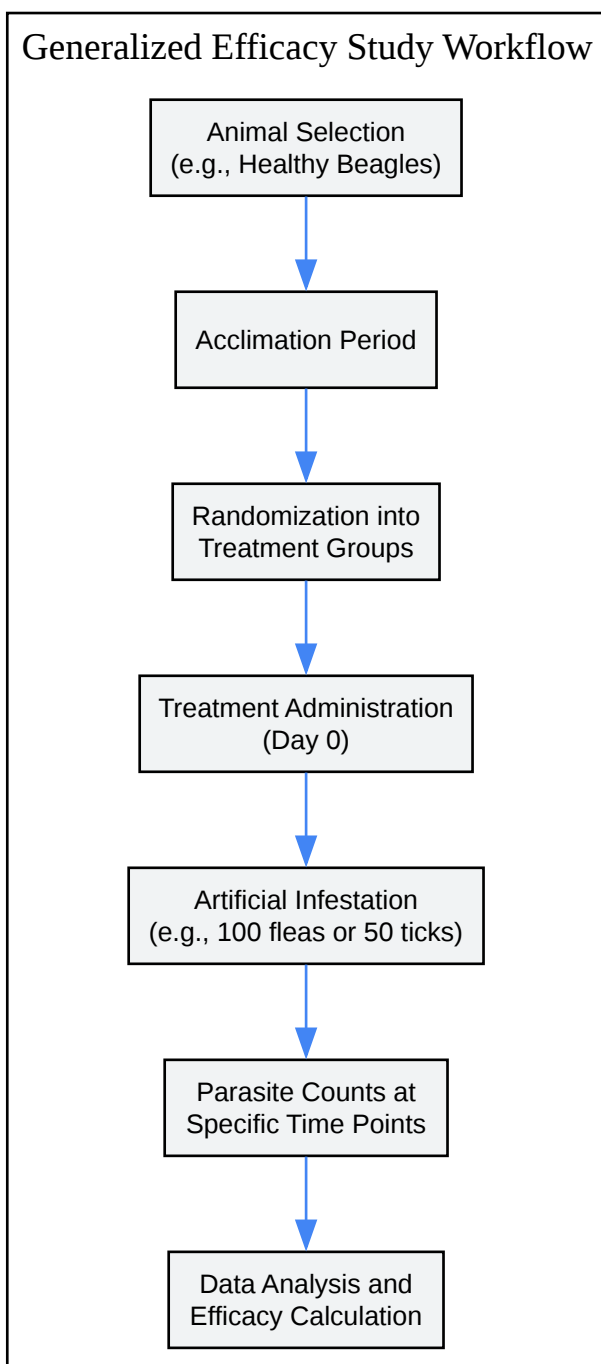 Generalized Efficacy Study Workflow
Animal Selection
(e.g., Healthy Beagles)
Acclimation Period
Randomization into
Treatment Groups
Treatment Administration
(Day 0)
Artificial Infestation
(e.g., 100 fleas or 50 ticks)
Parasite Counts at
Specific Time Points
Data Analysis and
Efficacy Calculation